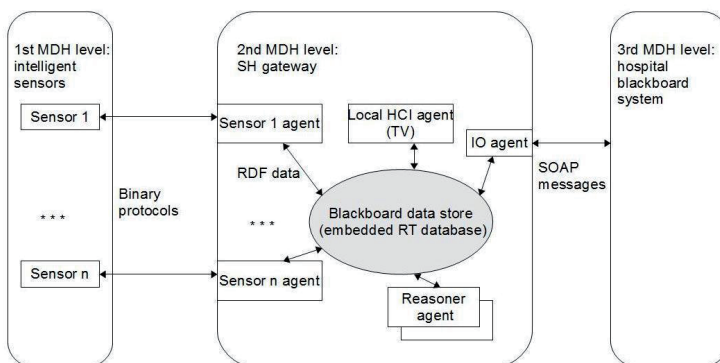 1st MDH level:
intelligent
sensors
Sensor 1
* * *
Sensor n
Binary
protocols
2nd MDH level:
SH gateway
Sensor 1 agent
RDF data
* * *
Sensor n agent
Local HCI agent
(TV)
IO agent
Blackboard data store
(embedded RT database)
Reasoner
agent
SOAP
messages
3rd MDH level:
hospital
blackboard
system